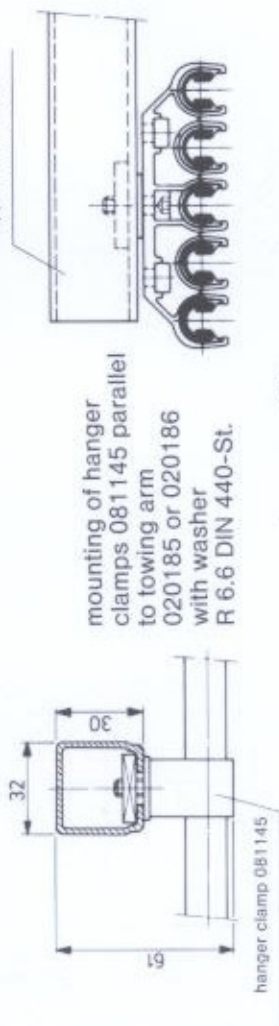 32
30
61
hanger clamp 081145
mounting of hanger
clamps 081145 parallel
to towing arm
020185 or 020186
with washer
R 6.6 DIN 440-St.